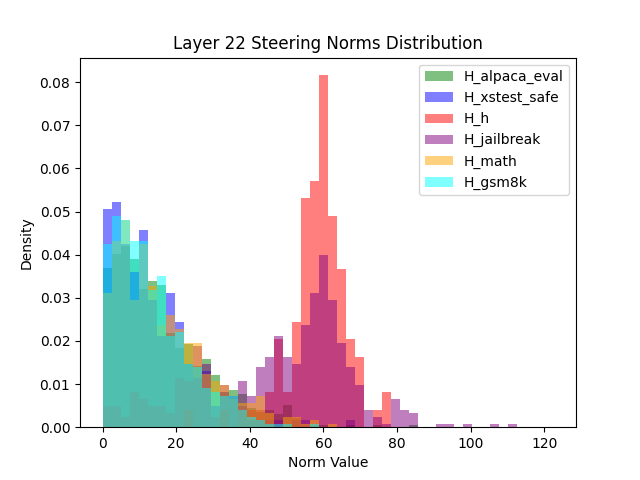 Layer 22 Steering Norms Distribution
H_alpaca_eval
H_xstest_safe
H_h
H_jailbreak
H_math
H_gsm8k
0.08
0.07
0.06
0.05
0.04
0.03
0.02
0.01
0.00
Density
0 20 40 60 80 100 120
Norm Value